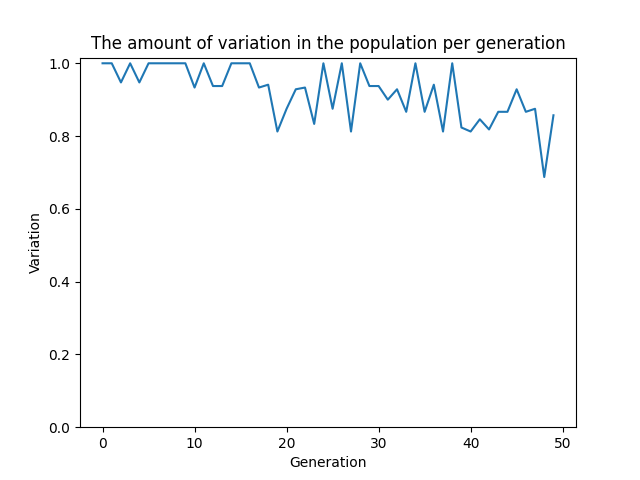 The amount of variation in the population per generation
1.0
0.8
0.6
0.4
0.2
0.0
Variation
0 10 20 30 40 50
Generation